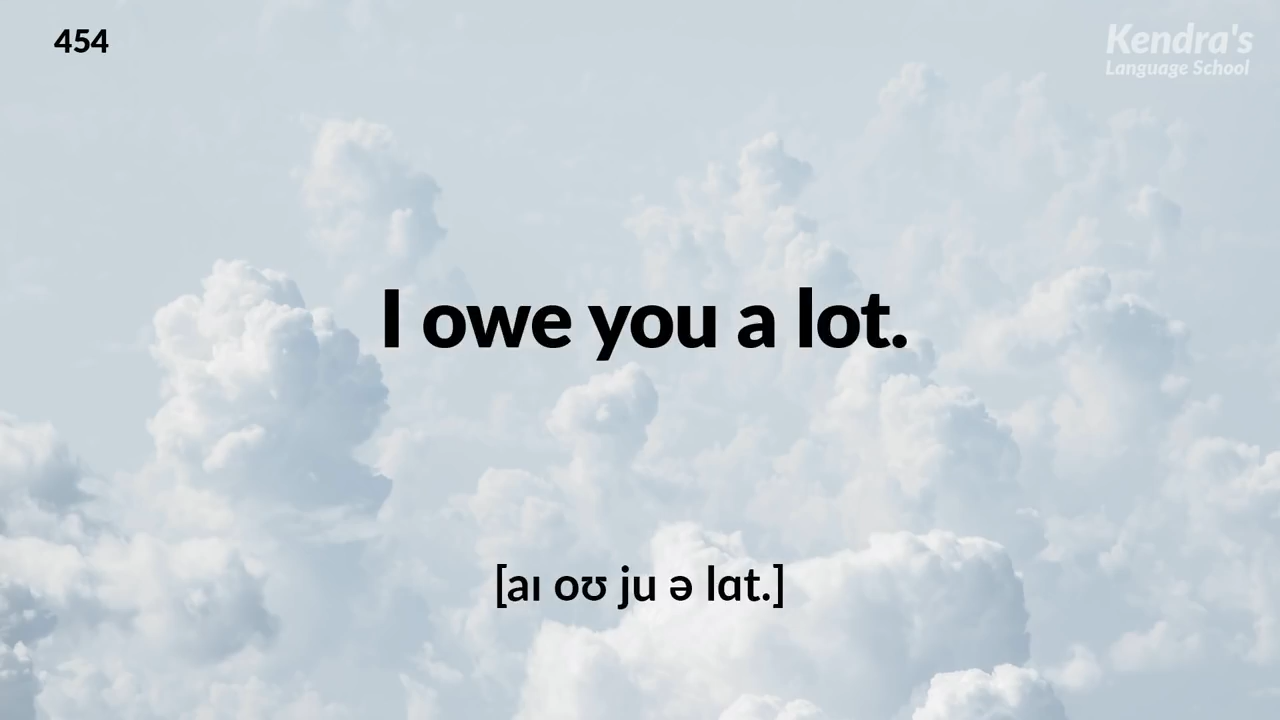 454
Kendra's
Language School
I owe you a lot.
[aɪ oʊ ju ə lɑt.]